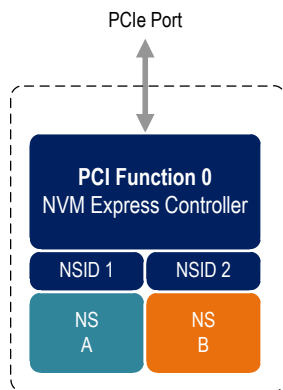 PCIe Port
PCI Function 0
NVM Express Controller
NSID 1
NSID 2
NS
A
NS
B